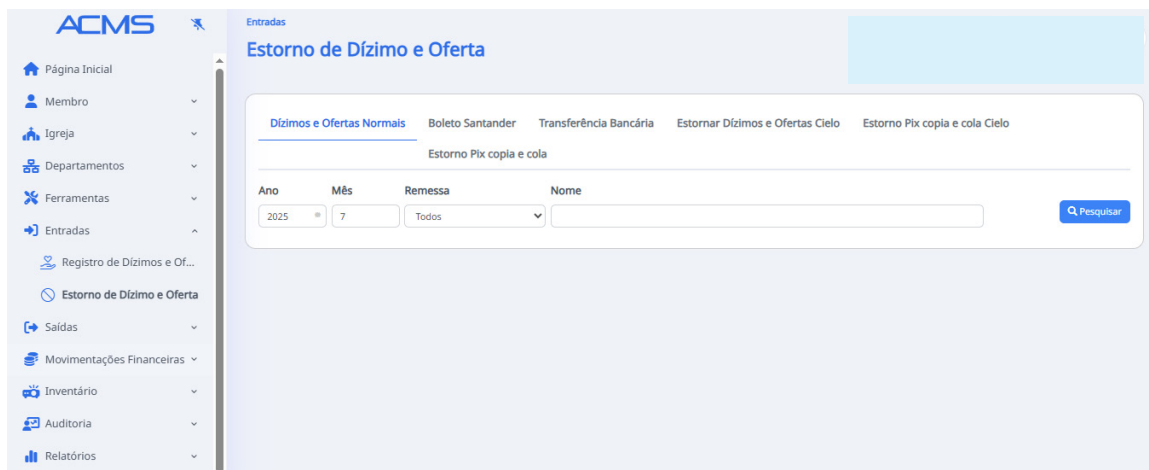 ACMS
Página Inicial
Membro
Igreja
Departamentos
Ferramentas
Entradas
Registro de Dízimos e Of...
Estorno de Dízimo e Oferta
Saídas
Movimentações Financeiras
Inventário
Auditoria
Relatórios
Entradas
Estorno de Dízimo e Oferta
Dízimos e Ofertas Normais Boleto Santander Transferência Bancária Estornar Dízimos e Ofertas Cielo Estorno Pix copia e cola Cielo
Estorno Pix copia e cola
Ano Mês Remessa Nome
2025 7 Todos Pesquisar